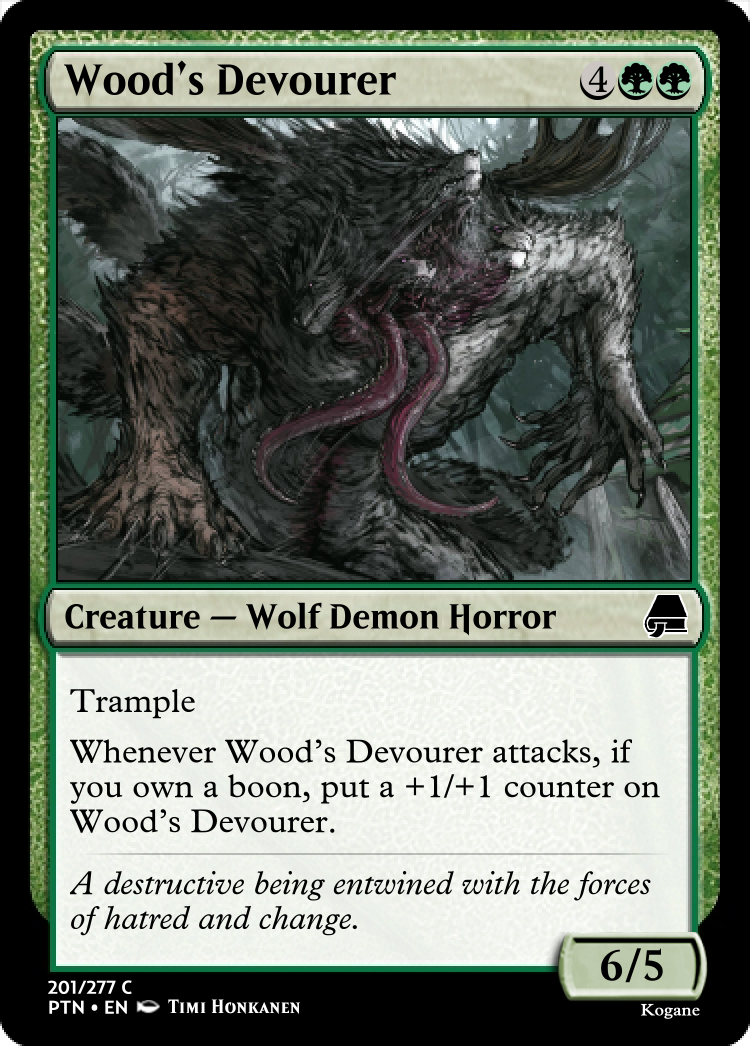 Wood's Devourer 4
Creature — Wolf Demon Horror
Trample
Whenever Wood's Devourer attacks, if
you own a boon, put a +1/+1 counter on
Wood's Devourer.
A destructive being entwined with the forces
of hatred and change.
6/5
201/277 C
PTN • EN Timi Honkanen
Kogane